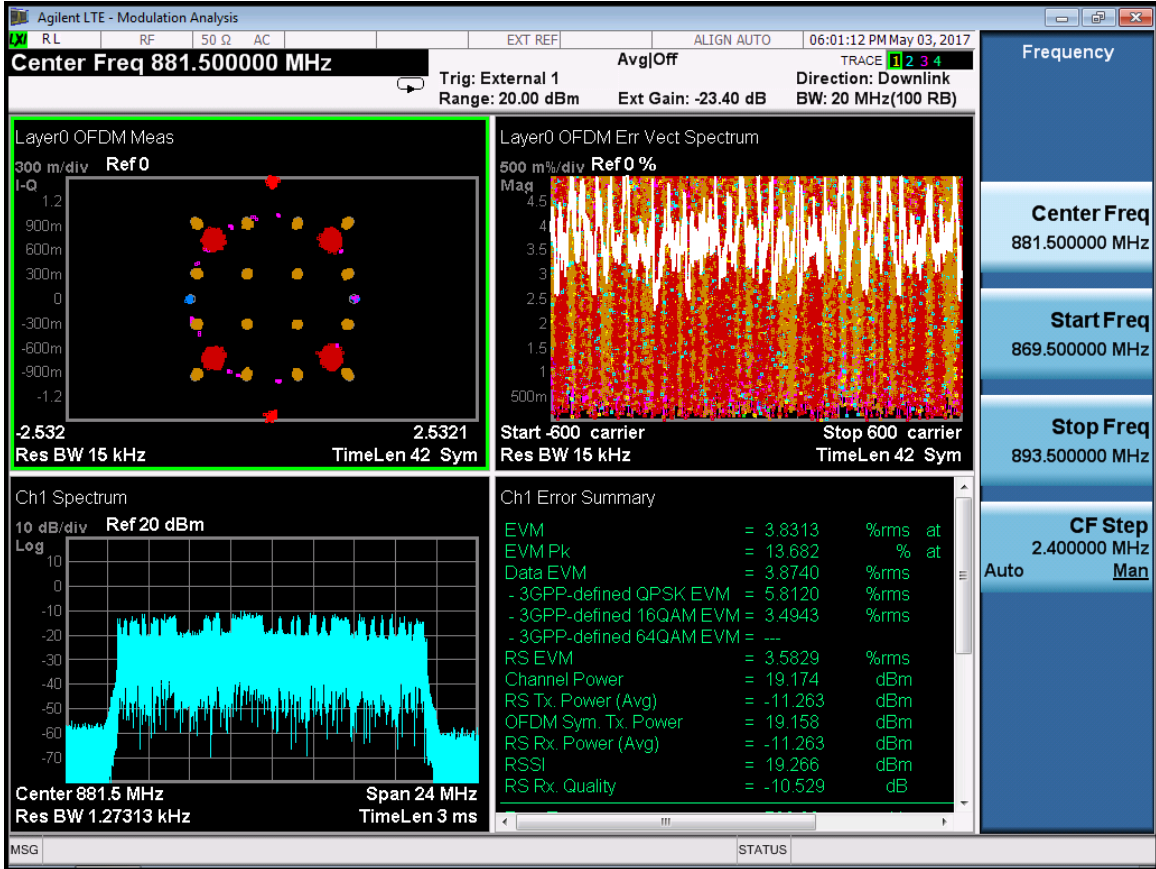 Agilent LTE - Modulation Analysis
LXI RL RF 50 Ω AC EXT REF ALIGN AUTO 06:01:12 PM May 03, 2017
Center Freq 881.500000 MHz
Avg|Off
TRACE 1 2 3 4
Trig: External 1
Direction: Downlink
Range: 20.00 dBm Ext Gain: -23.40 dB BW: 20 MHz(100 RB)
Layer0 OFDM Meas
300 m/div Ref 0
I-Q
1.2
900m
600m
300m
0
-300m
-600m
-900m
-1.2
-2.532 2.5321
Res BW 15 kHz TimeLen 42 Sym
Layer0 OFDM Err Vect Spectrum
500 m%/div Ref 0 %
Mag
4.5
4
3.5
3
2.5
2
1.5
1
500m
Start -600 carrier Stop 600 carrier
Res BW 15 kHz TimeLen 42 Sym
Ch1 Spectrum
10 dB/div Ref 20 dBm
Log
10
0
-10
-20
-30
-40
-50
-60
-70
Center 881.5 MHz Span 24 MHz
Res BW 1.27313 kHz TimeLen 3 ms
Ch1 Error Summary
EVM = 3.8313 %rms at
EVM Pk = 13.682 % at
Data EVM = 3.8740 %rms
- 3GPP-defined QPSK EVM = 5.8120 %rms
- 3GPP-defined 16QAM EVM = 3.4943 %rms
- 3GPP-defined 64QAM EVM = ---
RS EVM = 3.5829 %rms
Channel Power = 19.174 dBm
RS Tx. Power (Avg) = -11.263 dBm
OFDM Sym. Tx. Power = 19.158 dBm
RS Rx. Power (Avg) = -11.263 dBm
RSSI = 19.266 dBm
RS Rx. Quality = -10.529 dB
Frequency
Center Freq
881.500000 MHz
Start Freq
869.500000 MHz
Stop Freq
893.500000 MHz
CF Step
2.400000 MHz
Auto Man
MSG STATUS